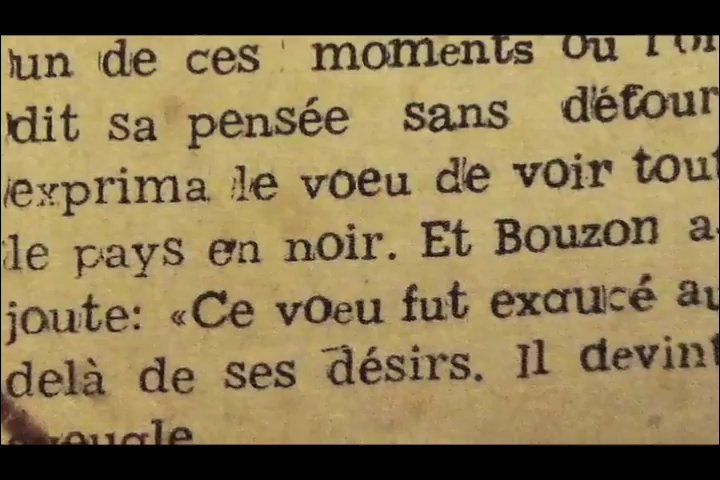 un de ces moments où l'on
dit sa pensée sans détour
exprima le voeu de voir tout
le pays en noir. Et Bouzon a-
joute: «Ce voeu fut exaucé au
delà de ses désirs. Il devint
aveugle